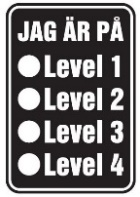 JAG ÄR PÅ
Level 1
Level 2
Level 3
Level 4